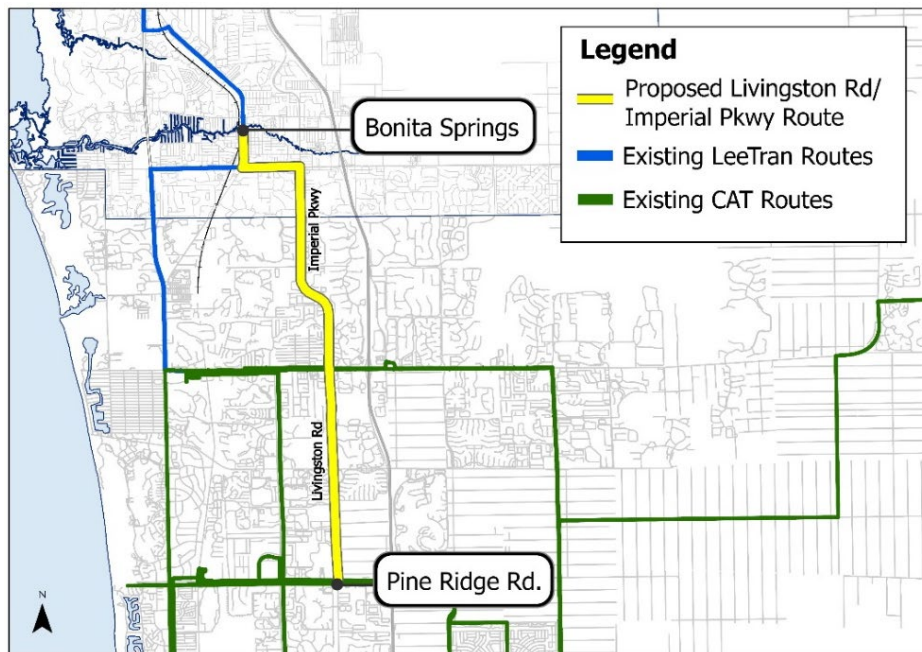 Legend
Proposed Livingston Rd/
Imperial Pkwy Route
Existing LeeTran Routes
Existing CAT Routes
Bonita Springs
Imperial Pkwy
Livingston Rd
Pine Ridge Rd.
N